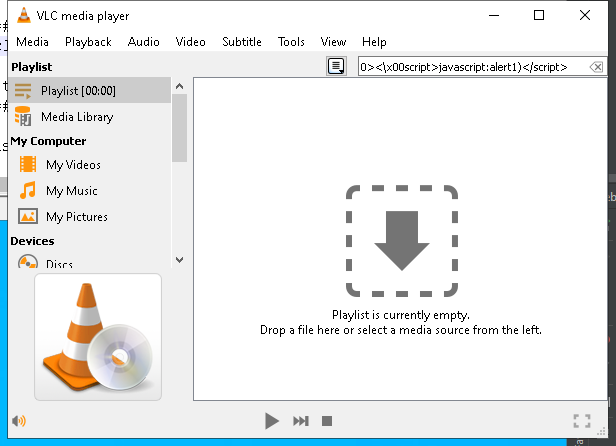 VLC media player
Media Playback Audio Video Subtitle Tools View Help
Playlist
0><\x00script>javascript:alert1)</script>
Playlist [00:00]
Media Library
My Computer
My Videos
My Music
My Pictures
Devices
Discs
Playlist is currently empty.
Drop a file here or select a media source from the left.